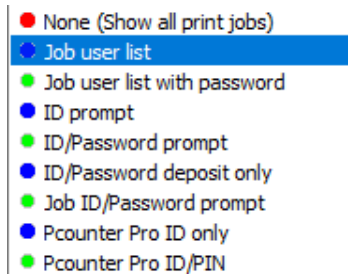 None (Show all print jobs)
Job user list
Job user list with password
ID prompt
ID/Password prompt
ID/Password deposit only
Job ID/Password prompt
Pcounter Pro ID only
Pcounter Pro ID/PIN